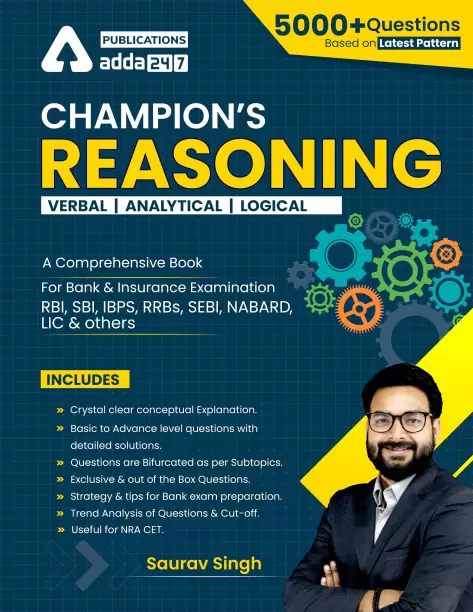 PUBLICATIONS
adda247
5000+ Questions
Based on Latest Pattern
CHAMPION'S
REASONING
VERBAL | ANALYTICAL | LOGICAL
A Comprehensive Book
For Bank & Insurance Examination
RBI, SBI, IBPS, RRBs, SEBI, NABARD,
LIC & others
INCLUDES
Crystal clear conceptual Explanation.
Basic to Advance level questions with
detailed solutions.
Questions are Bifurcated as per Subtopics.
Exclusive & out of the Box Questions.
Strategy & tips for Bank exam preparation.
Trend Analysis of Questions & Cut-off.
Useful for NRA CET.
Saurav Singh